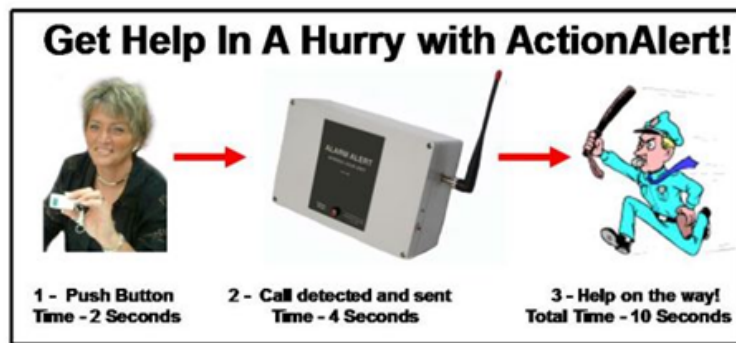 Get Help In A Hurry with ActionAlert!
ALARM ALERT
1 - Push Button
Time - 2 Seconds
2 - Call detected and sent
Time - 4 Seconds
3 - Help on the way!
Total Time - 10 Seconds